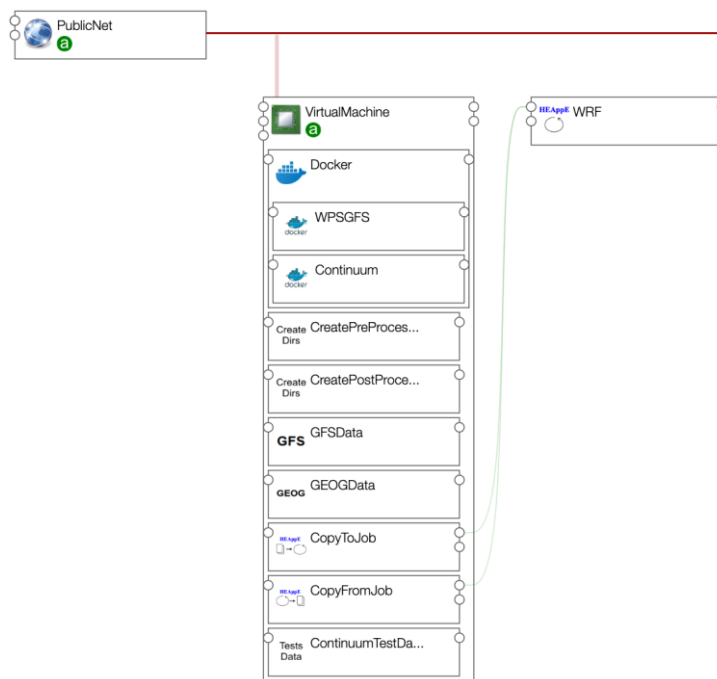 PublicNet
a
VirtualMachine
a
HEAppE WRF
Docker
WPSGFS
docker
Continuum
docker
Create Dirs CreatePreProces...
Create Dirs CreatePostProce...
GFS GFSData
GEOG GEOGData
HEAppE CopyToJob
HEAppE CopyFromJob
Tests Data ContinuumTestDa...